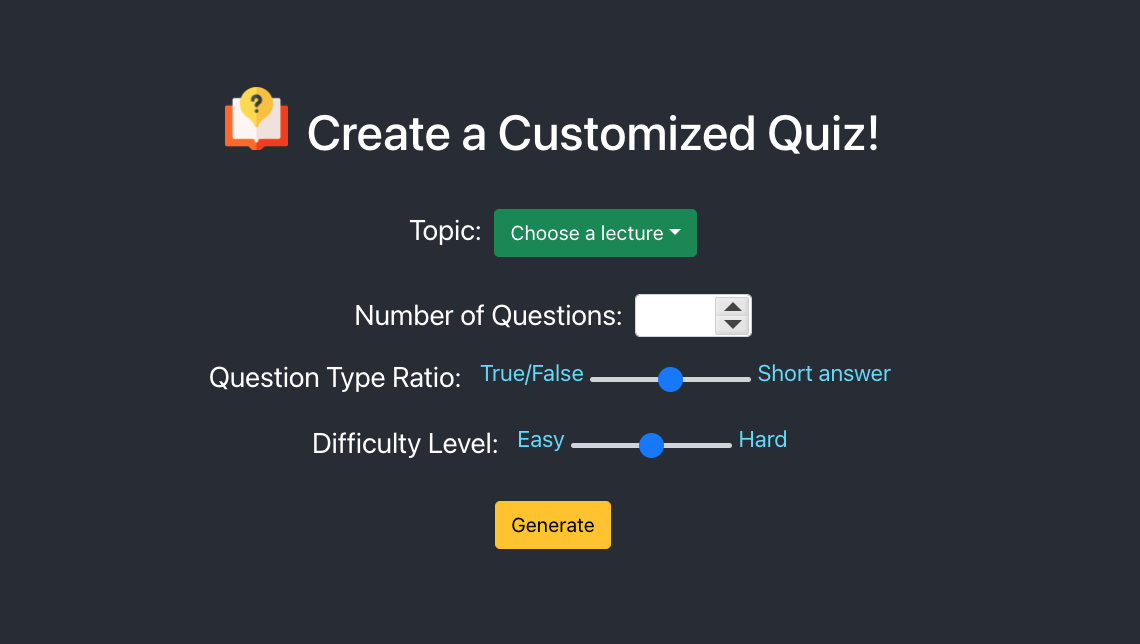 ?
Create a Customized Quiz!
Topic: Choose a lecture
Number of Questions:
Question Type Ratio: True/False Short answer
Difficulty Level: Easy Hard
Generate